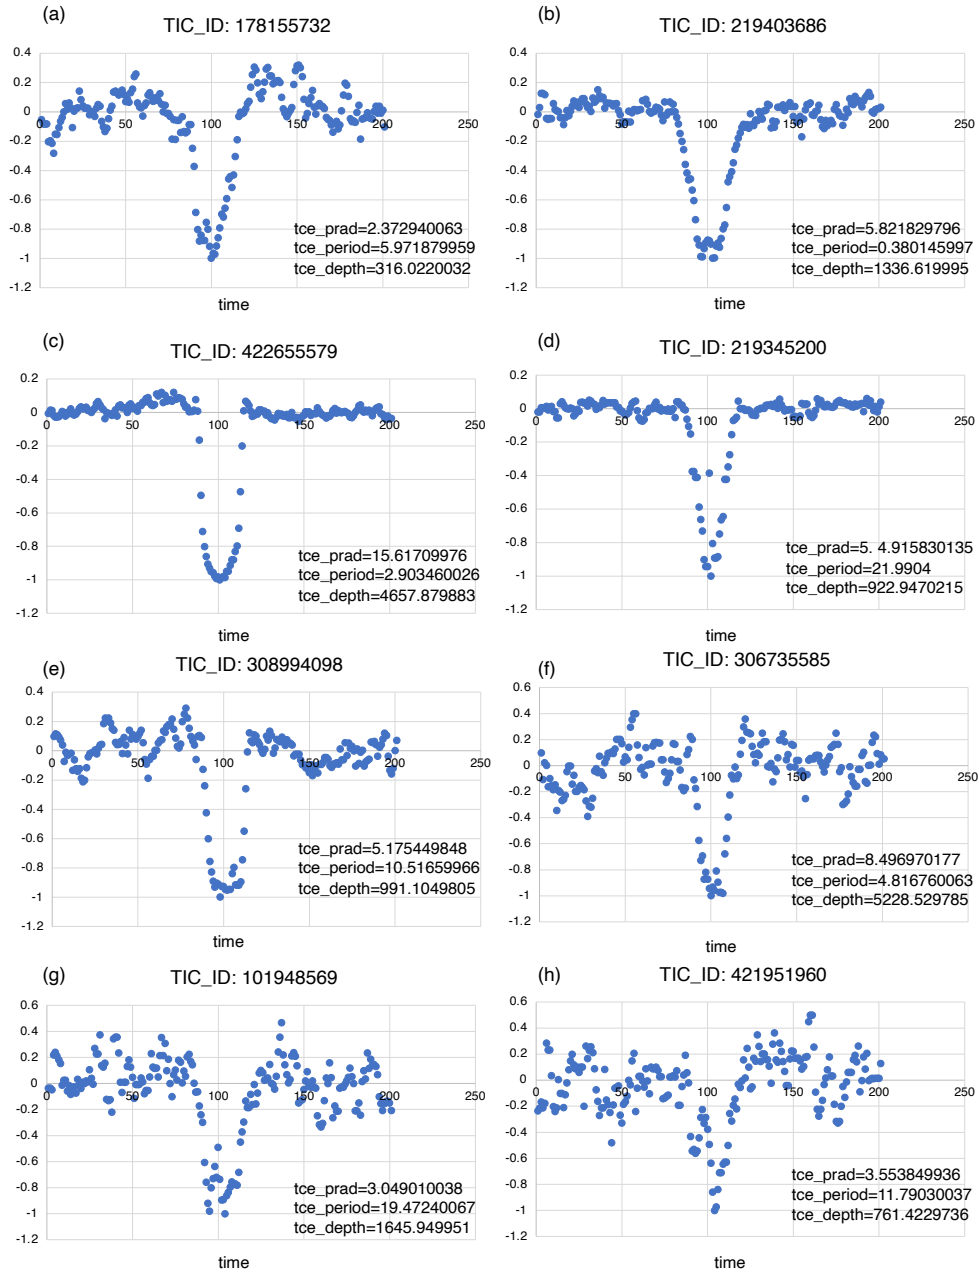 (a)
TIC_ID: 178155732
0.4
0.2
0
-0.2
-0.4
-0.6
-0.8
-1
-1.2
0 50 100 150 200 250
tce_prad=2.372940063
tce_period=5.971879959
tce_depth=316.0220032
time
(b)
TIC_ID: 219403686
0.4
0.2
0
-0.2
-0.4
-0.6
-0.8
-1
-1.2
0 50 100 150 200 250
tce_prad=5.821829796
tce_period=0.380145997
tce_depth=1336.619995
time
(c)
TIC_ID: 422655579
0.2
0
-0.2
-0.4
-0.6
-0.8
-1
-1.2
0 50 100 150 200 250
tce_prad=15.61709976
tce_period=2.903460026
tce_depth=4657.879883
time
(d)
TIC_ID: 219345200
0.2
0
-0.2
-0.4
-0.6
-0.8
-1
-1.2
0 50 100 150 200 250
tce_prad=5. 4.915830135
tce_period=21.9904
tce_depth=922.9470215
time
(e)
TIC_ID: 308994098
0.4
0.2
0
-0.2
-0.4
-0.6
-0.8
-1
-1.2
0 50 100 150 200 250
tce_prad=5.175449848
tce_period=10.51659966
tce_depth=991.1049805
time
(f)
TIC_ID: 306735585
0.6
0.4
0.2
0
-0.2
-0.4
-0.6
-0.8
-1
-1.2
0 50 100 150 200 250
tce_prad=8.496970177
tce_period=4.816760063
tce_depth=5228.529785
time
(g)
TIC_ID: 101948569
0.6
0.4
0.2
0
-0.2
-0.4
-0.6
-0.8
-1
-1.2
0 50 100 150 200 250
tce_prad=3.049010038
tce_period=19.47240067
tce_depth=1645.949951
time
(h)
TIC_ID: 421951960
0.6
0.4
0.2
0
-0.2
-0.4
-0.6
-0.8
-1
-1.2
0 50 100 150 200 250
tce_prad=3.553849936
tce_period=11.79030037
tce_depth=761.4229736
time